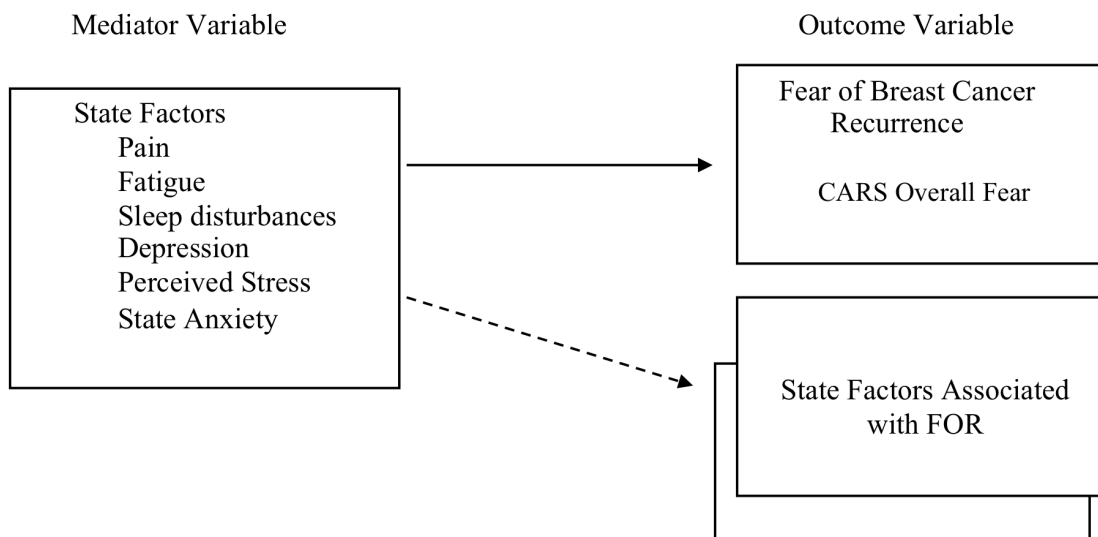 Mediator Variable
Outcome Variable
State Factors
Pain
Fatigue
Sleep disturbances
Depression
Perceived Stress
State Anxiety
Fear of Breast Cancer
Recurrence
CARS Overall Fear
State Factors Associated
with FOR